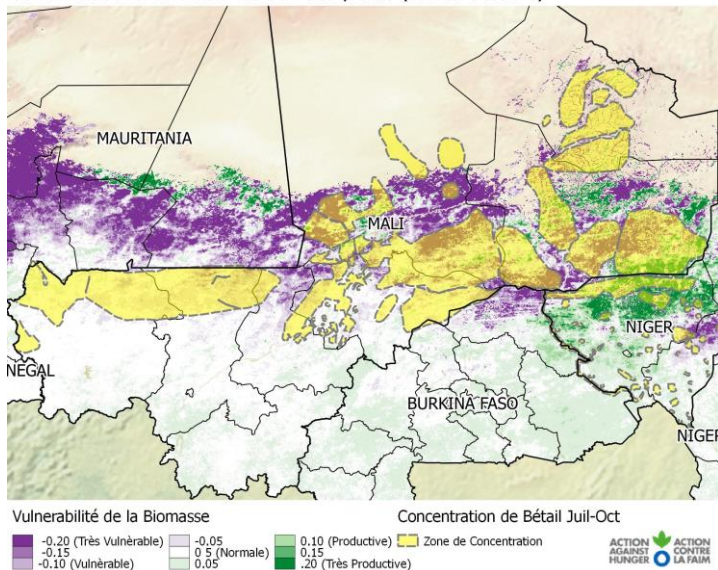 MAURITANIA
MALI
NEGAL
NIGER
BURKINA FASO
NIGER
Vulnerabilité de la Biomasse
-0.20 (Très Vulnèrable)
-0.15
-0.10 (Vulnèrable)
-0.05
0 5 (Normale)
0.05
0.10 (Productive)
0.15
.20 (Très Productive)
Concentration de Bétail Juil-Oct
Zone de Concentration
ACTION AGAINST HUNGER
ACTION CONTRE LA FAIM